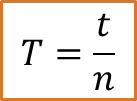 T = t/n